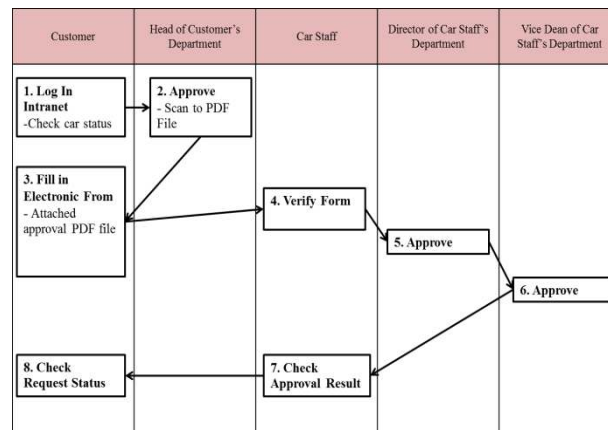 Customer
Head of Customer's
Department
Car Staff
Director of Car Staff's
Department
Vice Dean of Car
Staff's Department
1. Log In
Intranet
-Check car status
2. Approve
- Scan to PDF
File
3. Fill in
Electronic From
- Attached
approval PDF file
4. Verify Form
5. Approve
6. Approve
7. Check
Approval Result
8. Check
Request Status